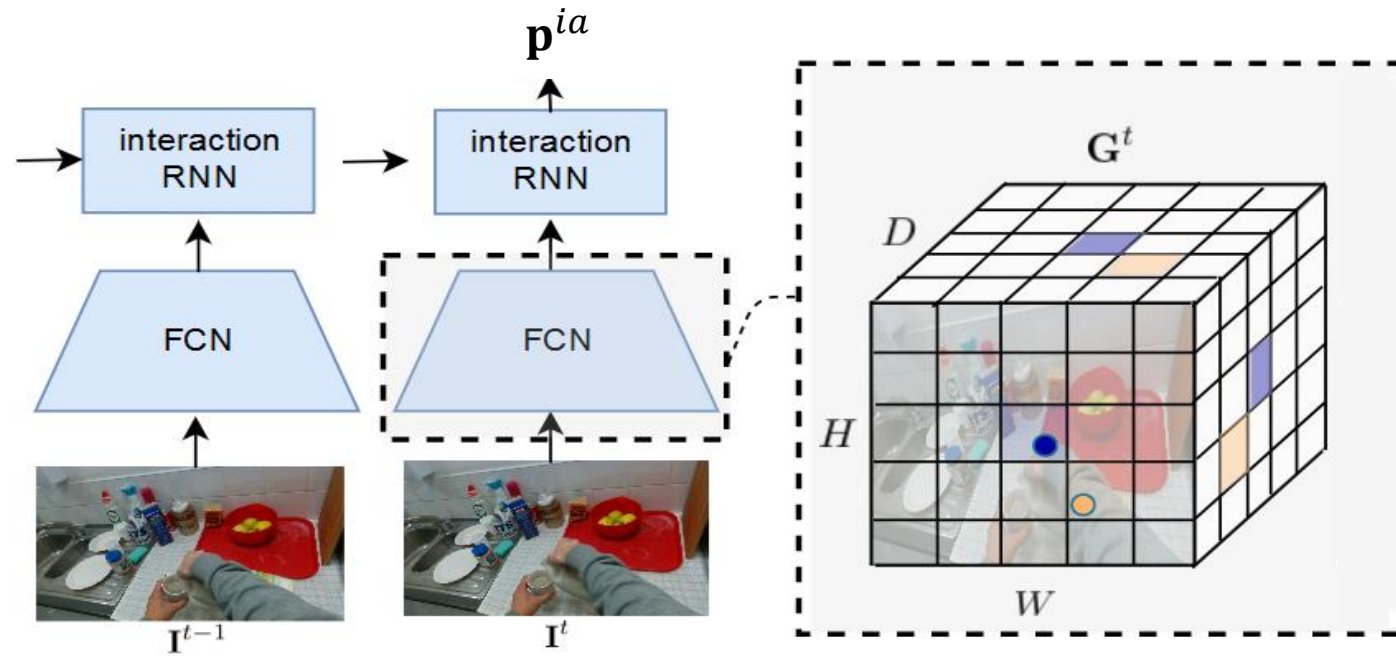 𝐩^{ia}
interaction
RNN
interaction
RNN
FCN
FCN
𝐈^{t−1}
𝐈^{t}
𝐆^{t}
D
H
W